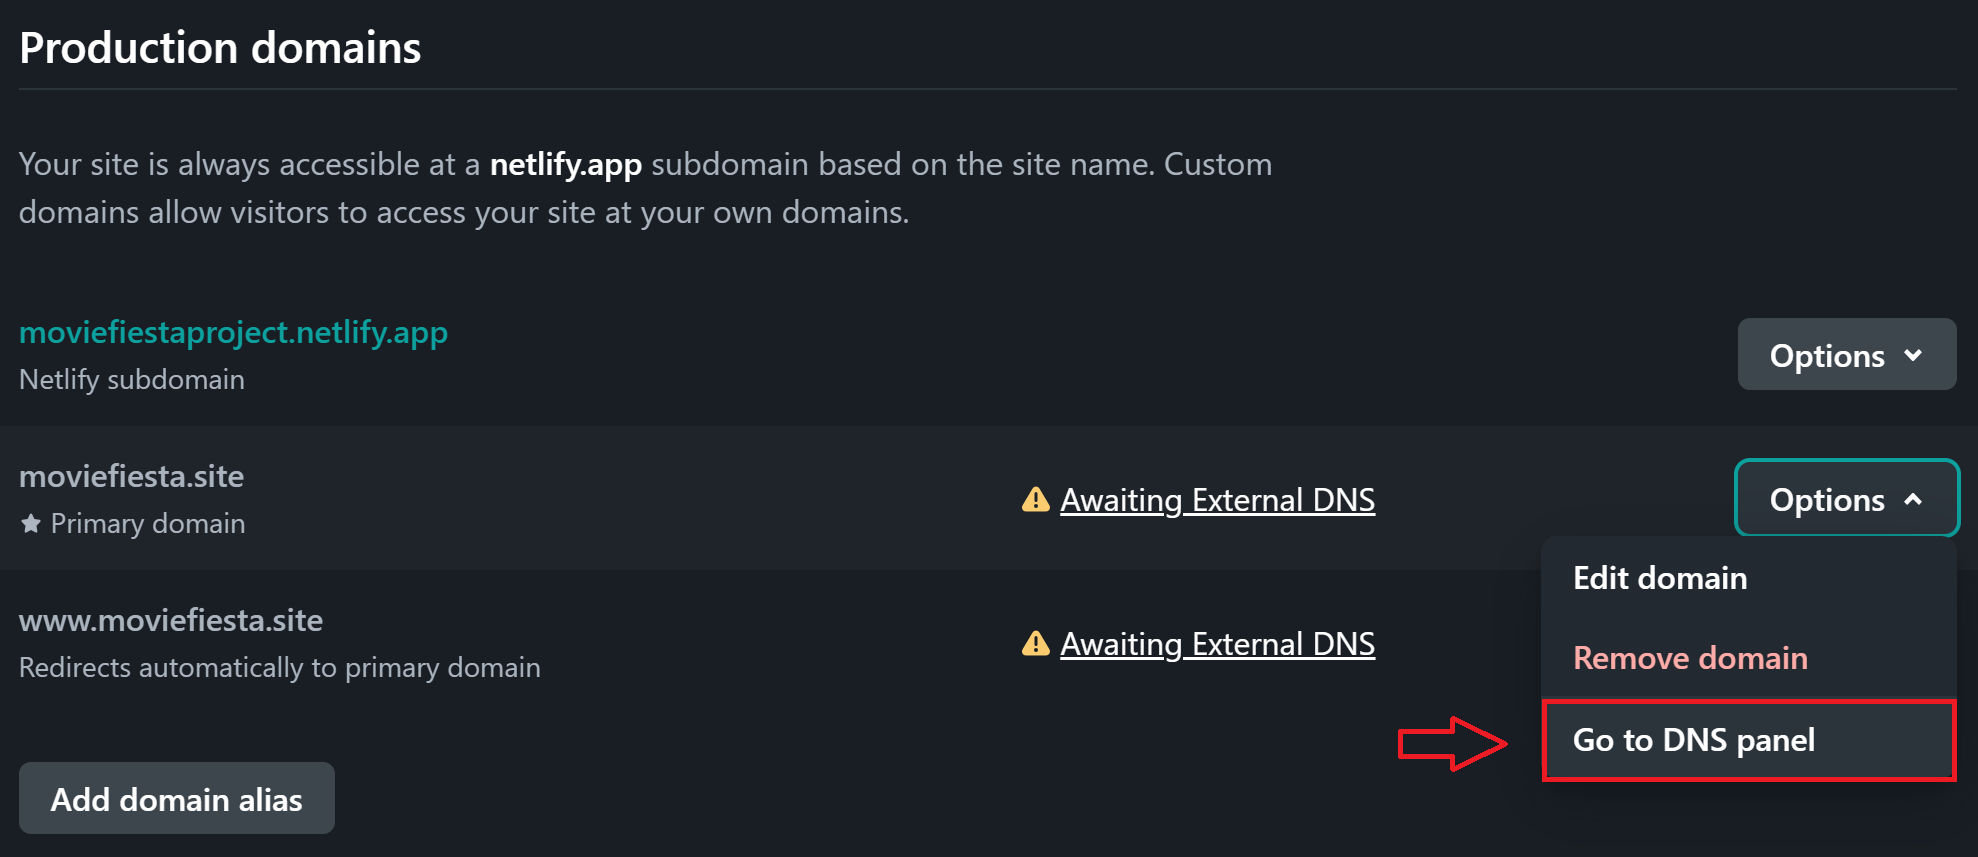 Production domains
Your site is always accessible at a netlify.app subdomain based on the site name. Custom
domains allow visitors to access your site at your own domains.
moviefiestaproject.netlify.app
Netlify subdomain
Options
moviefiesta.site
Primary domain
Awaiting External DNS
Options
Edit domain
Remove domain
Go to DNS panel
www.moviefiesta.site
Redirects automatically to primary domain
Awaiting External DNS
Add domain alias